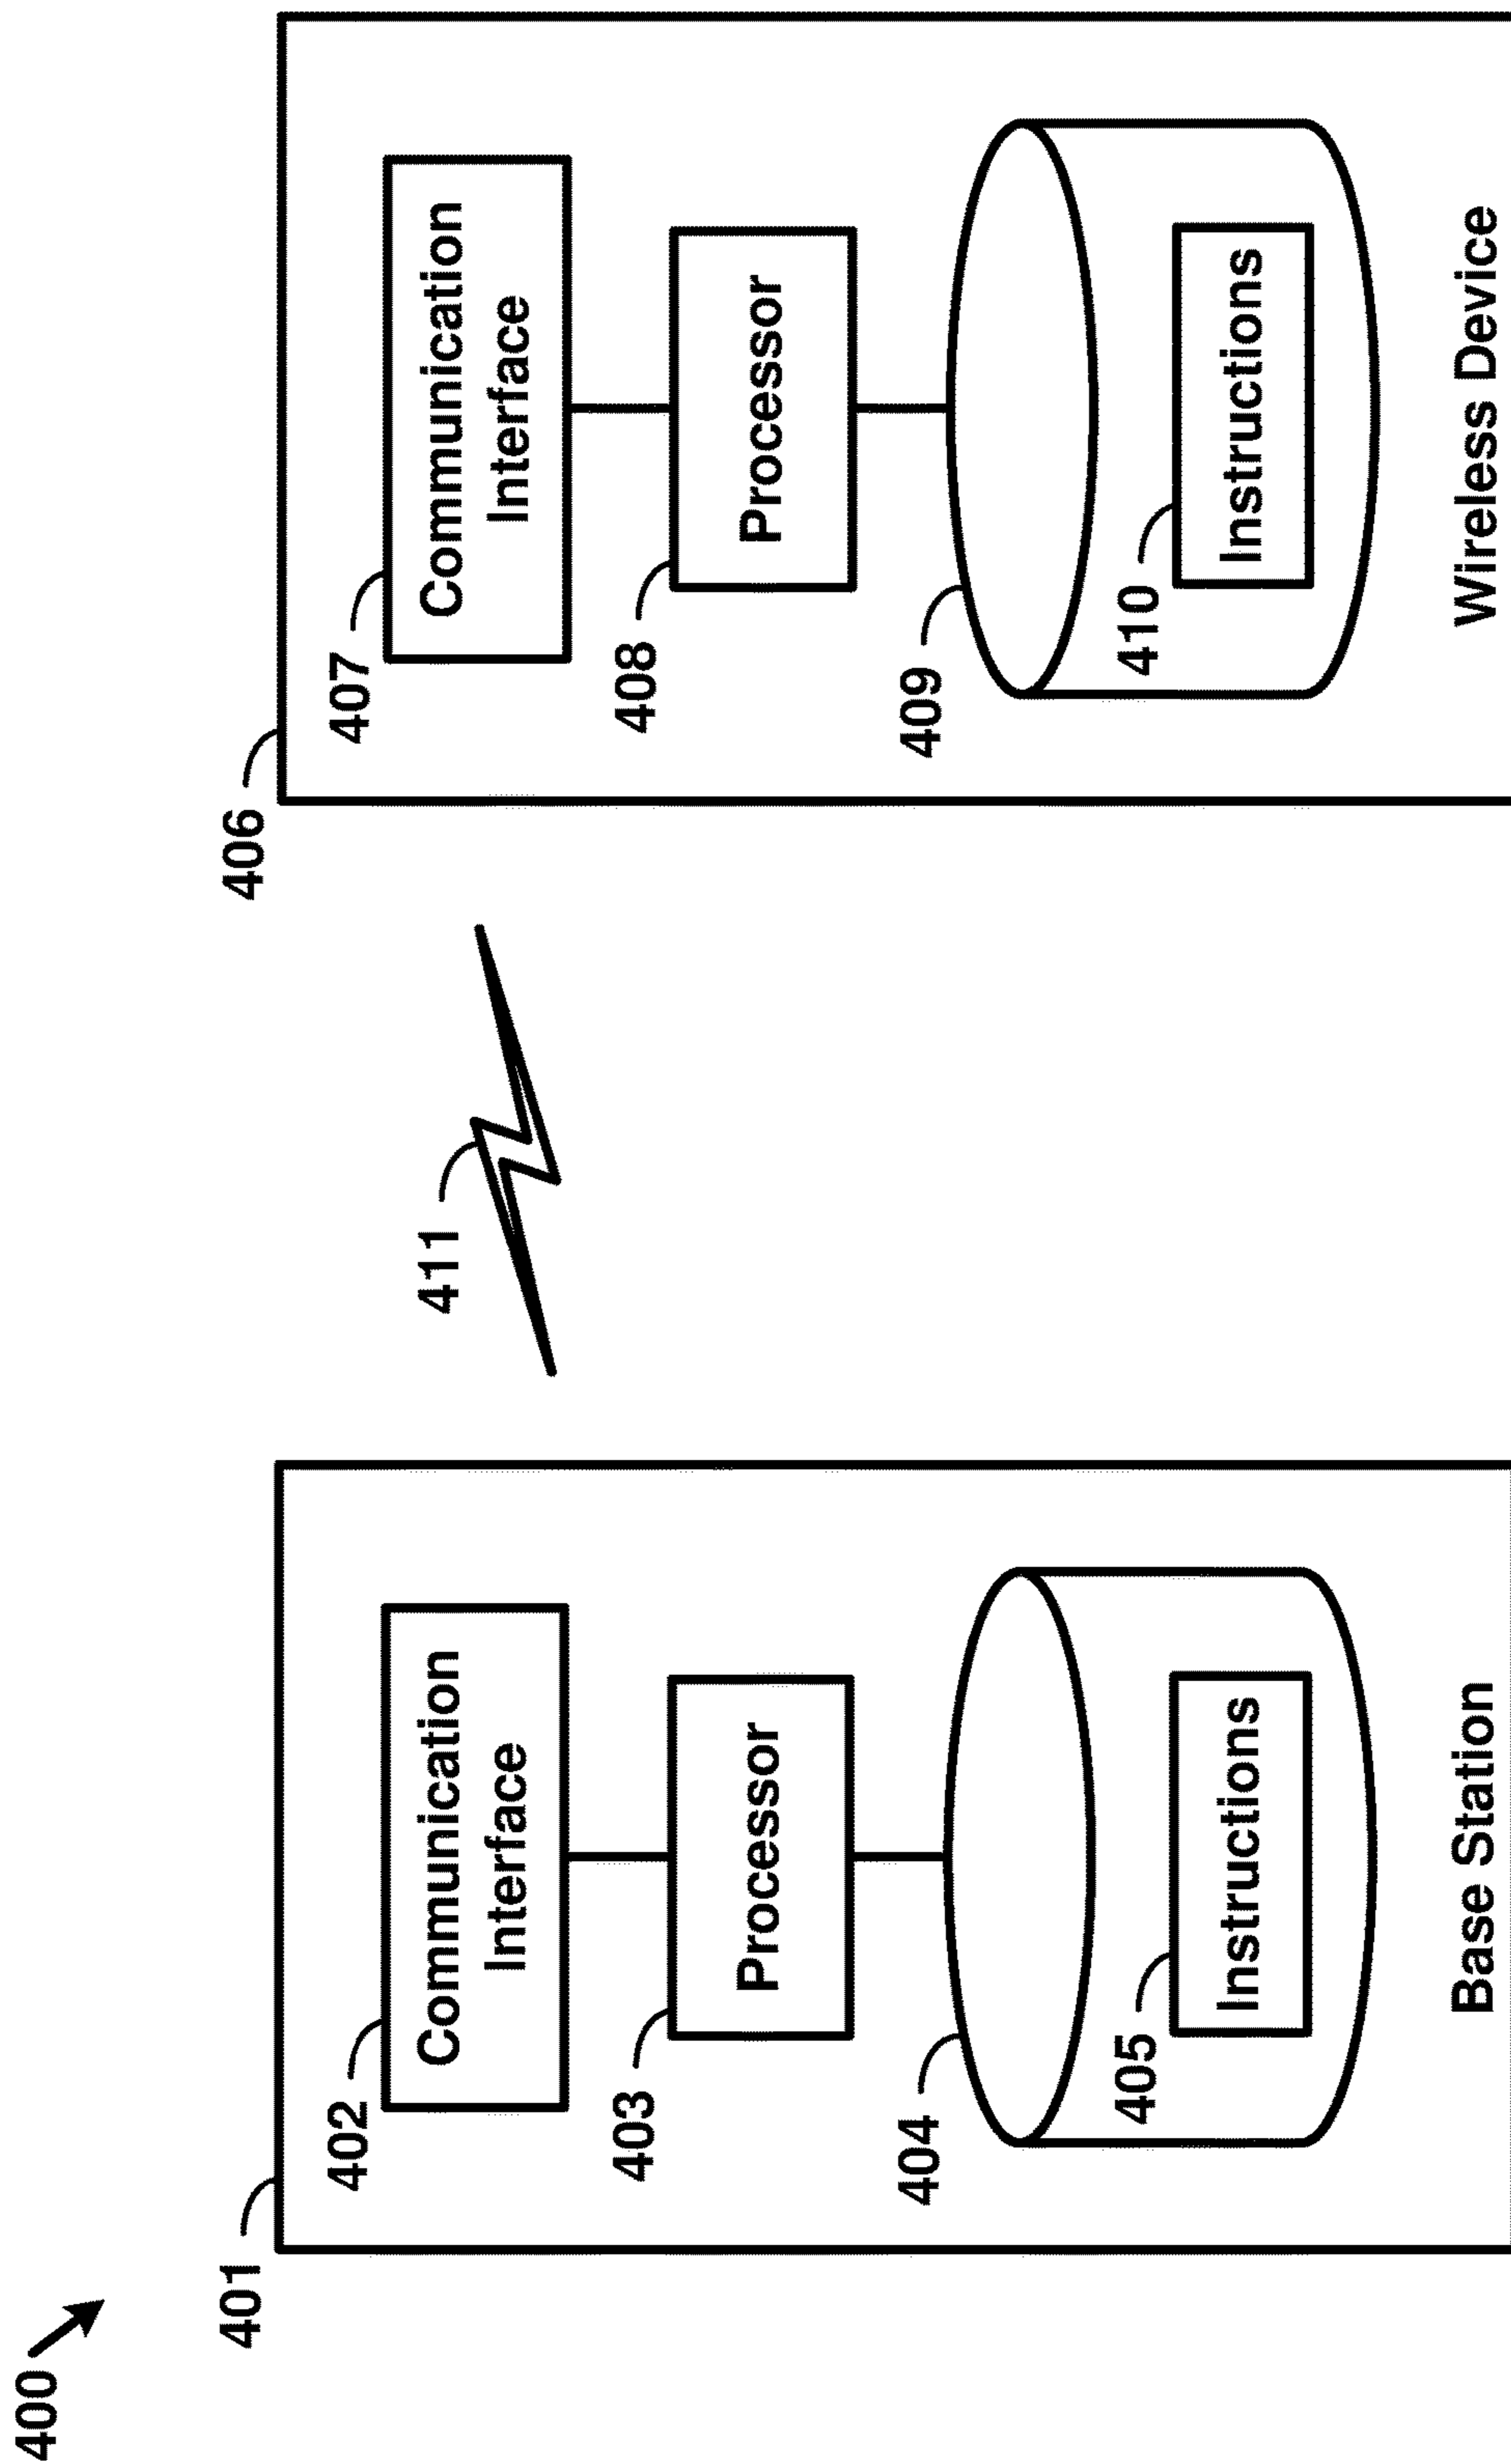 400
401
402
Communication
Interface
403
Processor
404
405
Instructions
Base Station
411
406
407
Communication
Interface
408
Processor
409
410
Instructions
Wireless Device